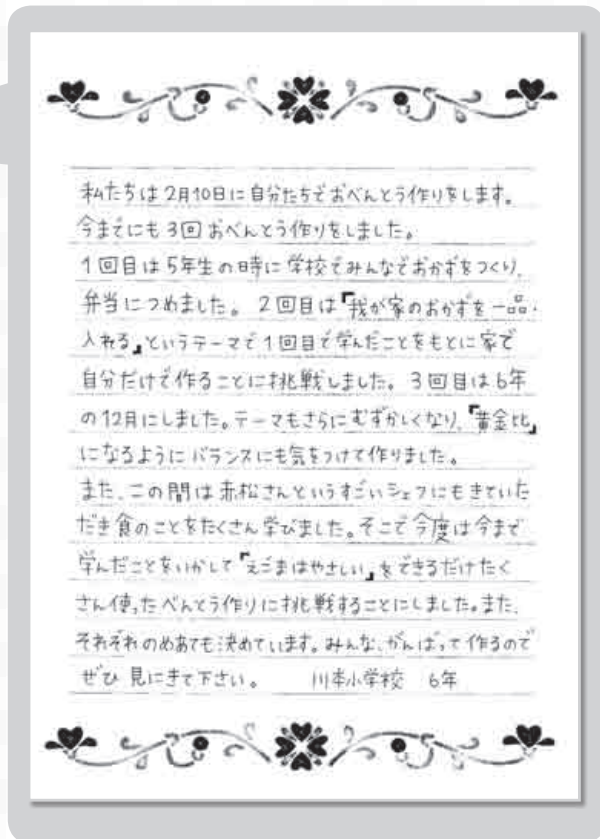 私たちは2月10日に自分たちでおべんとう作りをします。
今までにも3回おべんとう作りをしました。
1回目は5年生の時に学校でみんなでおかずをつくり、
弁当につめました。2回目は「我が家のおかずを一品
入れる」というテーマで1回目で学んだことをもとに家で
自分だけで作ることに挑戦しました。3回目は6年
の12月にしました。テーマもさらにむずかしくなり、「黄金比」
になるようにバランスにも気をつけて作りました。
また、この間は赤松さんというすごいシェフにもきていた
だき食のことをたくさん学びました。そこで今度は今まで
学んだことをいかして「えごまはやさしい」をできるだけたく
さん使ったべんとう作りに挑戦することにしました。また、
それぞれのめあても決めています。みんな、がんばって作るので
ぜひ見にきて下さい。 川本小学校 6年